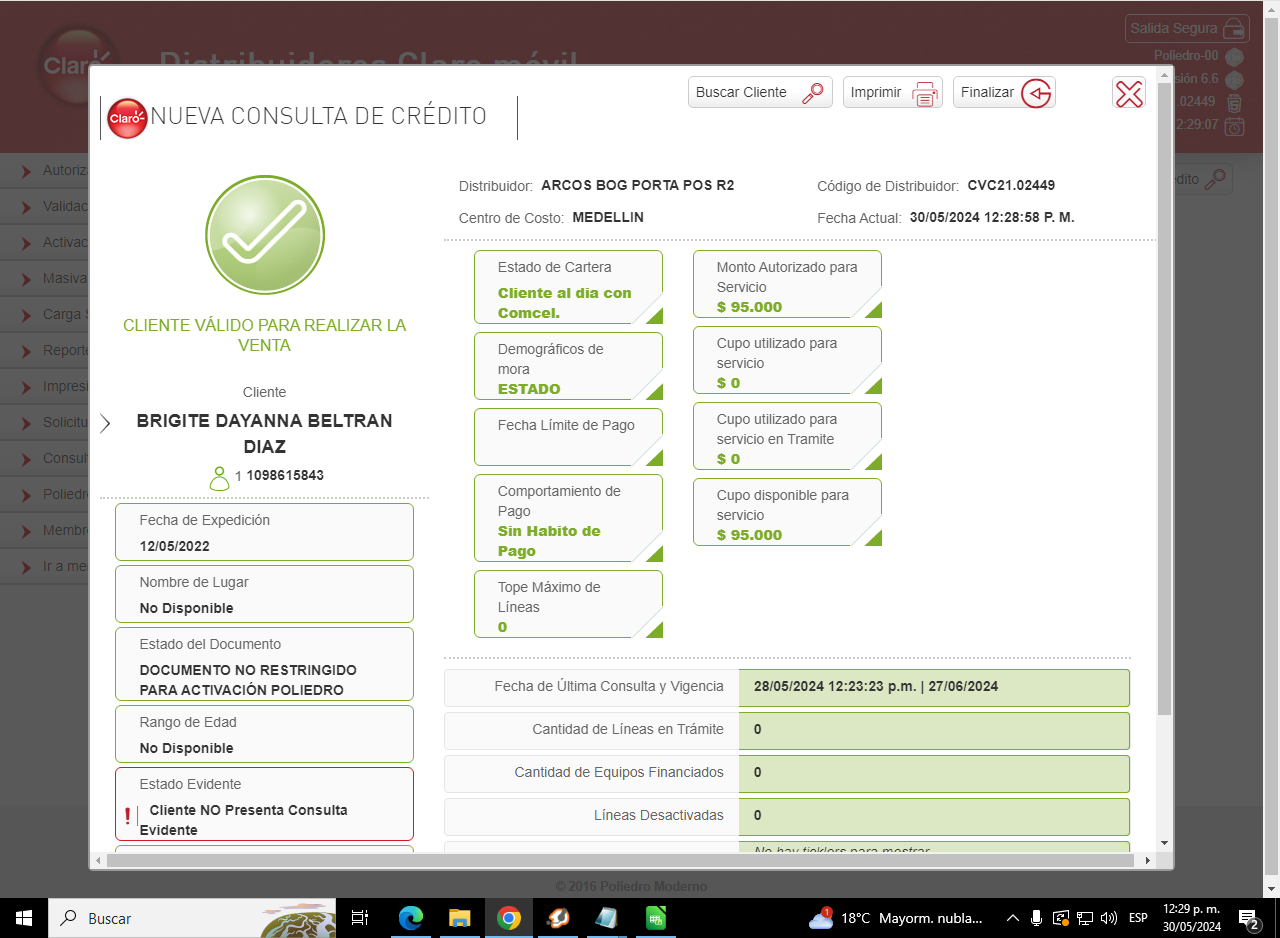 Claro
Distribuidores Claro móvil
Salida Segura
Poliedro-00
sión 6.6
.02449
2:29:07
Buscar Cliente
Imprimir
Finalizar
Claro
NUEVA CONSULTA DE CRÉDITO
Autoriz
Validac
Activac
Masiva
Carga
Reporte
Impresi
Solicitu
Consul
Poliedr
Membr
Ir a me
dito
CLIENTE VÁLIDO PARA REALIZAR LA
VENTA
Cliente
BRIGITE DAYANNA BELTRAN
DIAZ
1 1098615843
Fecha de Expedición
12/05/2022
Nombre de Lugar
No Disponible
Estado del Documento
DOCUMENTO NO RESTRINGIDO
PARA ACTIVACIÓN POLIEDRO
Rango de Edad
No Disponible
Estado Evidente
! Cliente NO Presenta Consulta
Evidente
Distribuidor: ARCOS BOG PORTA POS R2
Código de Distribuidor: CVC21.02449
Centro de Costo: MEDELLIN
Fecha Actual: 30/05/2024 12:28:58 P. M.
Estado de Cartera
Cliente al dia con
Comcel.
Demográficos de
mora
ESTADO
Fecha Límite de Pago
Comportamiento de
Pago
Sin Habito de
Pago
Tope Máximo de
Líneas
0
Monto Autorizado para
Servicio
$ 95.000
Cupo utilizado para
servicio
$ 0
Cupo utilizado para
servicio en Tramite
$ 0
Cupo disponible para
servicio
$ 95.000
Fecha de Última Consulta y Vigencia 28/05/2024 12:23:23 p.m. | 27/06/2024
Cantidad de Líneas en Trámite 0
Cantidad de Equipos Financiados 0
Líneas Desactivadas 0
No hay ticklers para mostrar
© 2016 Poliedro Moderno
Buscar
1
18°C Mayorm. nubla...
ESP
12:29 p. m.
30/05/2024
2